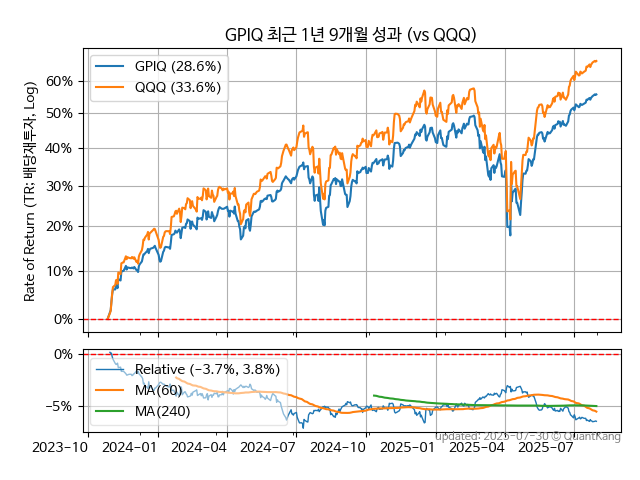 GPIQ 최근 1년 9개월 성과 (vs QQQ)
Rate of Return (TR: 배당재투자, Log)
60%
50%
40%
30%
20%
10%
0%
GPIQ (28.6%)
QQQ (33.6%)
0%
−5%
Relative (−3.7%, 3.8%)
MA(60)
MA(240)
updated: 2025-07-30 © QuantKang
2023-10 2024-01 2024-04 2024-07 2024-10 2025-01 2025-04 2025-07